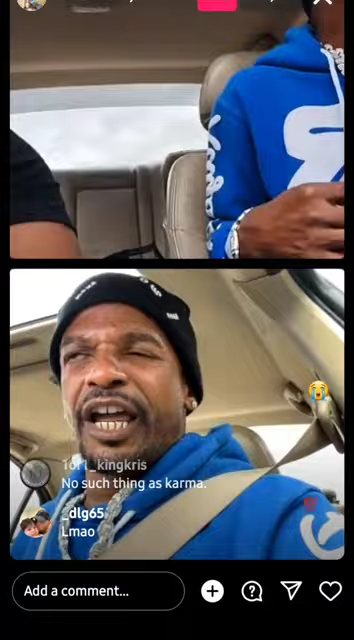 1of1_kingkris
No such thing as karma.
_dlg65
Lmao
Add a comment...